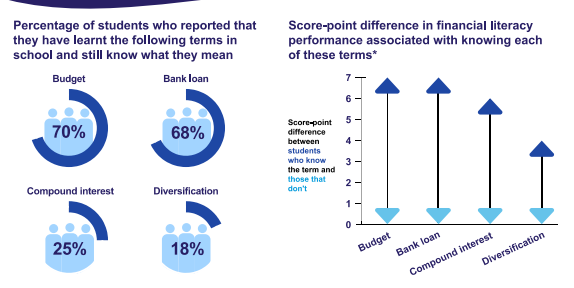 Percentage of students who reported that
they have learnt the following terms in
school and still know what they mean
Budget
70%
Bank loan
68%
Compound interest
25%
Diversification
18%
Score-point difference in financial literacy
performance associated with knowing each
of these terms*
Score-point
difference
between
students
who know
the term and
those that
don't
7
6
5
4
3
2
1
0
Budget
Bank loan
Compound interest
Diversification